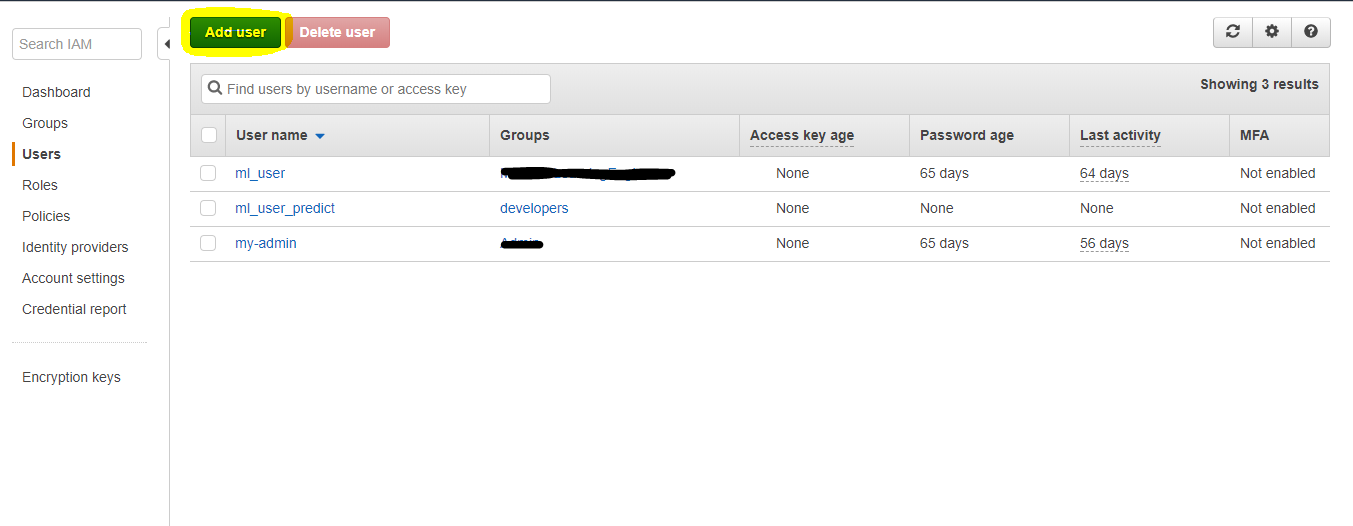 Add user Delete user
Search IAM
Dashboard
Groups
Users
Roles
Policies
Identity providers
Account settings
Credential report
Encryption keys
Find users by username or access key
Showing 3 results
User name Groups Access key age Password age Last activity MFA
ml_user None 65 days 64 days Not enabled
ml_user_predict developers None None None Not enabled
my-admin None 65 days 56 days Not enabled